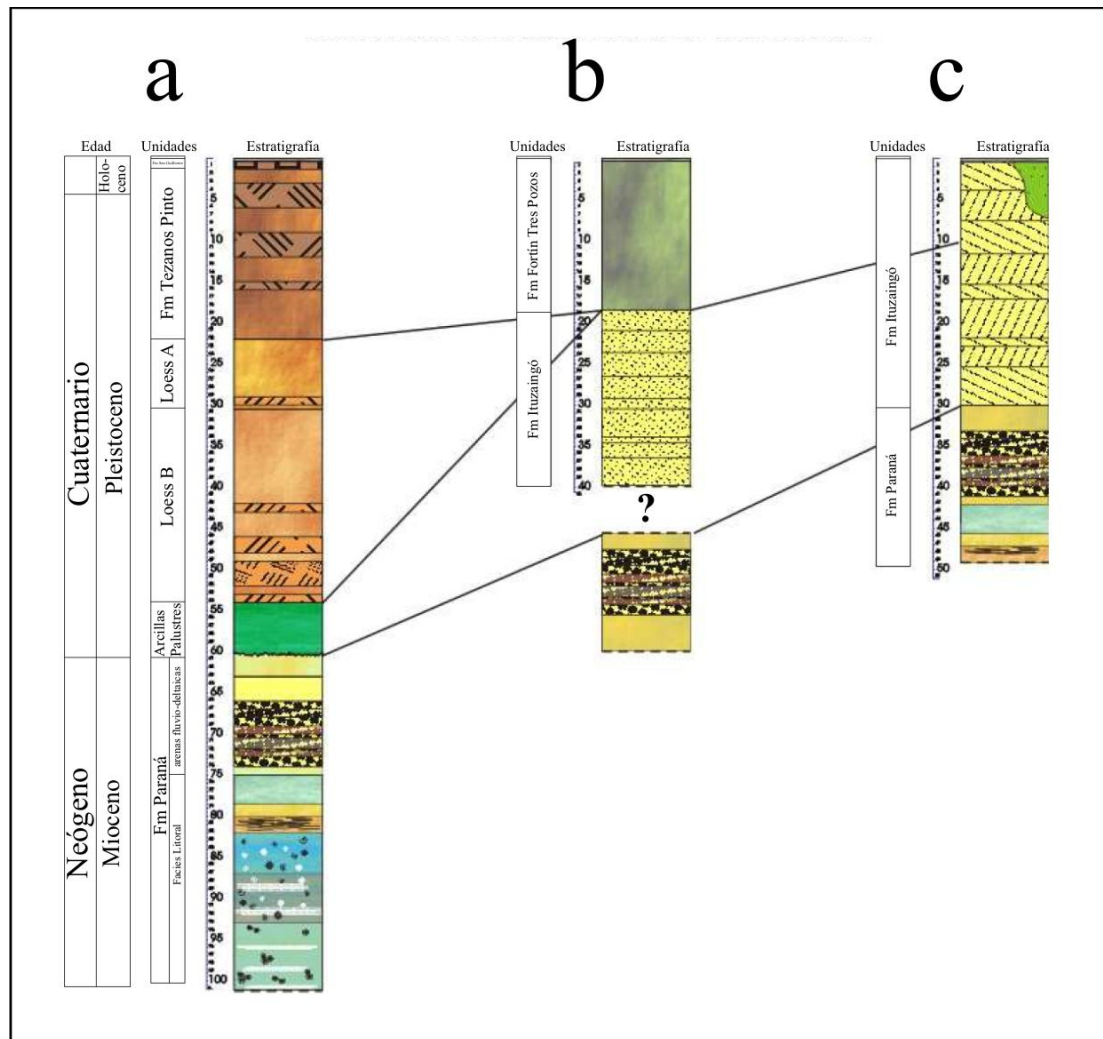 a
b
c
Edad
Unidades
Estratigrafía
Unidades
Estratigrafía
Unidades
Estratigrafía
Cuaternario
Holo-
ceno
Pleistoceno
Neógeno
Mioceno
Fm Tezanos Pinto
Loess A
Loess B
Arcillas
Palustres
Fm Paraná
arenas fluvio-deltaicas
Facies Litoral
5
10
15
20
25
30
35
40
45
50
55
60
65
70
75
80
85
90
95
100
Fm Fortín Tres Pozos
Fm Ituzaingó
5
10
15
20
25
30
35
40
?
Fm Ituzaingó
Fm Paraná
5
10
15
20
25
30
35
40
45
50